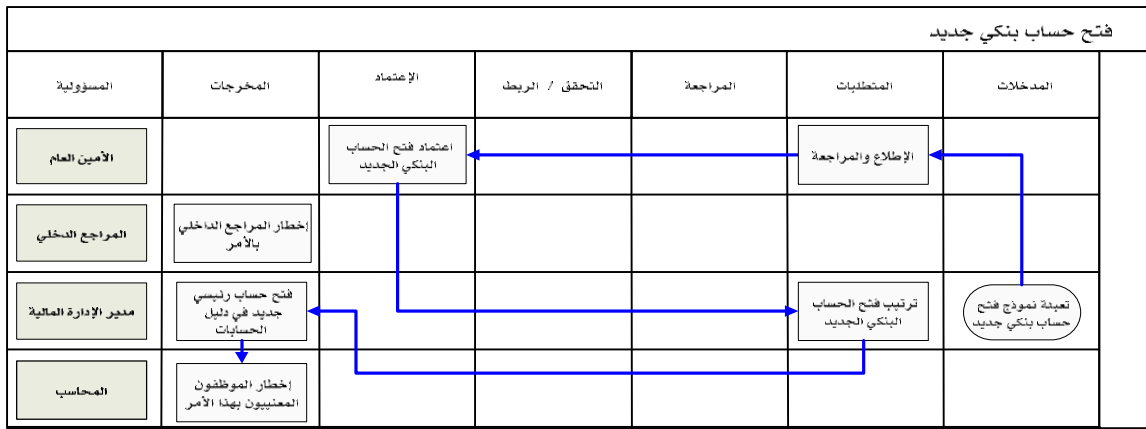 فتح حساب بنكي جديد
المدخلات
المتطلبات
المراجعة
التحقق / الربط
الإعتماد
المخرجات
المسؤولية
الإطلاع والمراجعة
اعتماد فتح الحساب
البنكي الجديد
الأمين العام
إخطار المراجع الداخلي
بالأمر
المراجع الدخلي
تعبئة نموذج فتح
حساب بنكي جديد
ترتيب فتح الحساب
البنكي الجديد
فتح حساب رئيسي
جديد في دليل
الحسابات
مدير الإدارة المالية
إخطار الموظفون
المعنييون بهذا الأمر
المحاسب